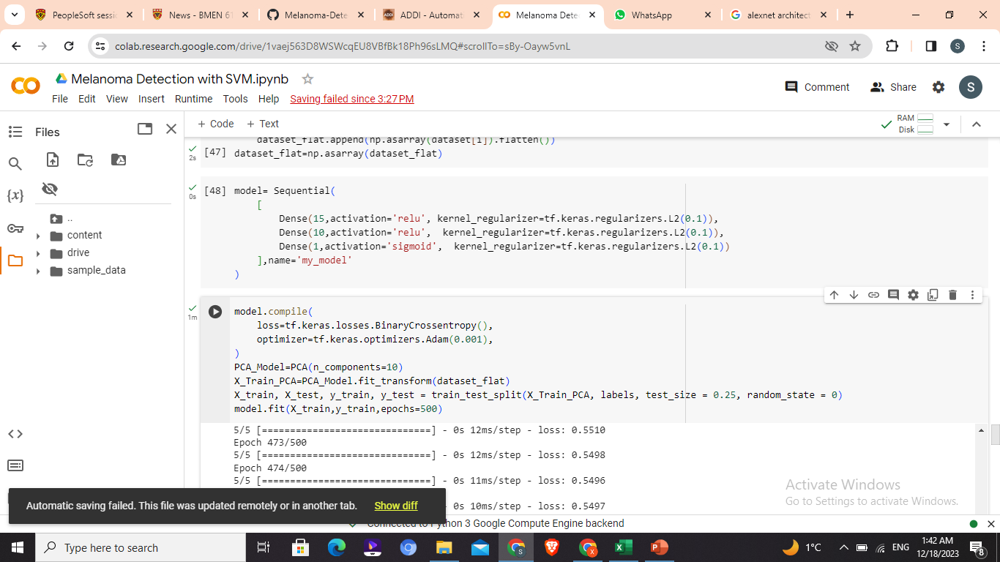 PeopleSoft sessi
News - BMEN 61
Melanoma-Dete
ADDI - Automat
Melanoma Dete
WhatsApp
alexnet architect
colab.research.google.com/drive/1vaej563D8WSWcqEU8VBfBk18Ph96sLMQ#scrollTo=sBy-Oayw5vnL
S
Melanoma Detection with SVM.ipynb
File Edit View Insert Runtime Tools Help Saving failed since 3:27 PM
Comment Share S
Files
+ Code + Text
RAM
Disk
{x}
..
content
drive
sample_data
dataset_flat.append(np.asarray(dataset[i]).flatten())
2s [47] dataset_flat=np.asarray(dataset_flat)
0s [48] model= Sequential(
[
Dense(15,activation='relu', kernel_regularizer=tf.keras.regularizers.L2(0.1)),
Dense(10,activation='relu',  kernel_regularizer=tf.keras.regularizers.L2(0.1)),
Dense(1,activation='sigmoid',  kernel_regularizer=tf.keras.regularizers.L2(0.1))
],name='my_model'
)
1m
model.compile(
loss=tf.keras.losses.BinaryCrossentropy(),
optimizer=tf.keras.optimizers.Adam(0.001),
)
PCA_Model=PCA(n_components=10)
X_Train_PCA=PCA_Model.fit_transform(dataset_flat)
X_train, X_test, y_train, y_test = train_test_split(X_Train_PCA, labels, test_size = 0.25, random_state = 0)
model.fit(X_train,y_train,epochs=500)
5/5 [==============================] - 0s 12ms/step - loss: 0.5510
Epoch 473/500
5/5 [==============================] - 0s 12ms/step - loss: 0.5498
Epoch 474/500
5/5 [==============================] - 0s 11ms/step - loss: 0.5496
0s 10ms/step - loss: 0.5497
Automatic saving failed. This file was updated remotely or in another tab. Show diff
Activate Windows
Go to Settings to activate Windows.
Connected to Python 3 Google Compute Engine backend
Type here to search
1°C
ENG
1:42 AM
12/18/2023
8